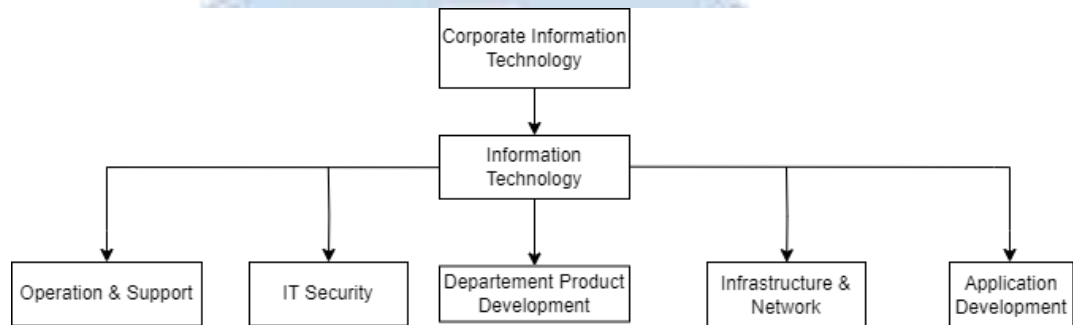 Corporate Information
Technology
Information
Technology
Operation & Support
IT Security
Departement Product
Development
Infrastructure &
Network
Application
Development